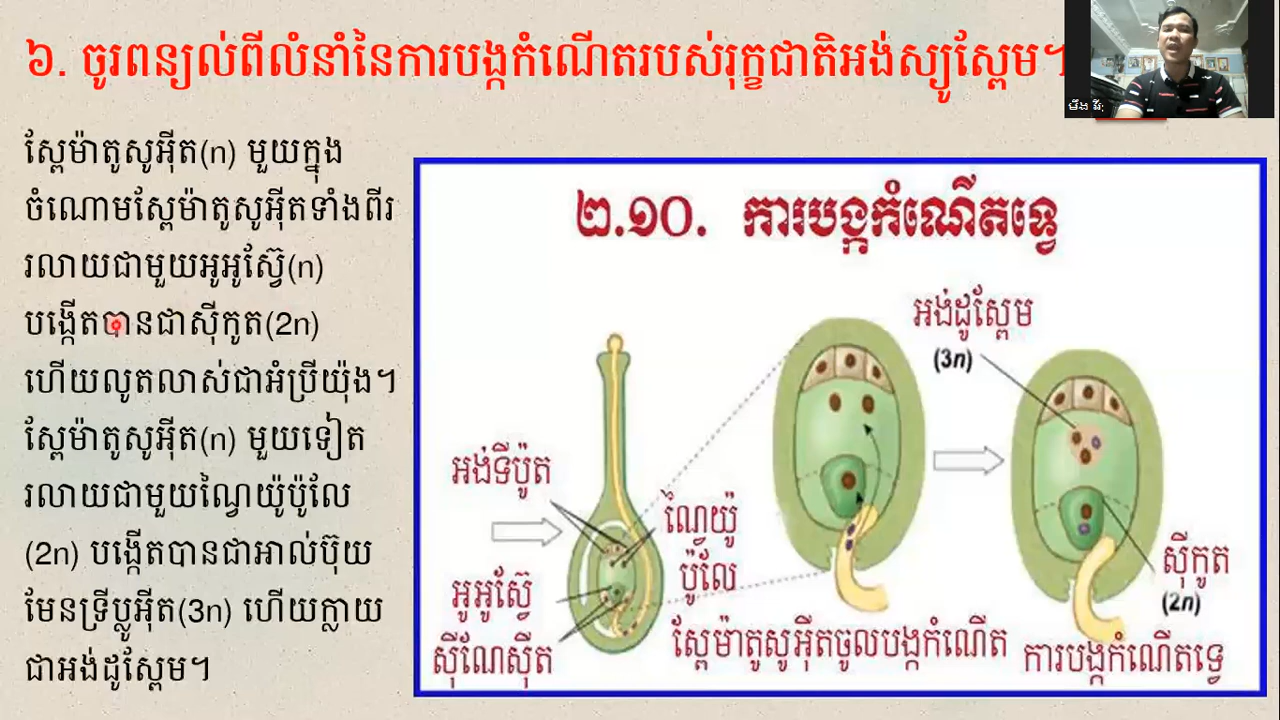 ៦. ចូរពន្យល់ពីលំនាំនៃការបង្កកំណើតរបស់រុក្ខជាតិអង់ស្យូស្ពែម។
ស្ពែម៉ាតូសូអ៊ីត(n) មួយក្នុង
ចំណោមស្ពែម៉ាតូសូអ៊ីតទាំងពីរ
រលាយជាមួយអូអូស្វ៊ែ(n)
បង្កើតបានជាស៊ីកូត(2n)
ហើយលូតលាស់ជាអំប្រីយ៉ុង។
ស្ពែម៉ាតូសូអ៊ីត(n) មួយទៀត
រលាយជាមួយណ្វៃយ៉ូប៉ូលែ
(2n) បង្កើតបានជាអាល់ប៊ុយ
មែនទ្រីប្លូអ៊ីត(3n) ហើយក្លាយ
ជាអង់ដូស្ពែម។
២.១០. ការបង្កកំណើតទ្វេ
អង់ដូស្ពែម
(3n)
អង់ទីប៉ូត
ណ្វៃយ៉ូ
ប៉ូលែ
អូអូស្វ៊ែ
ស៊ីណែស៊ីត
ស្ពែម៉ាតូសូអ៊ីតចូលបង្កកំណើត
ស៊ីកូត
(2n)
ការបង្កកំណើតទ្វេ